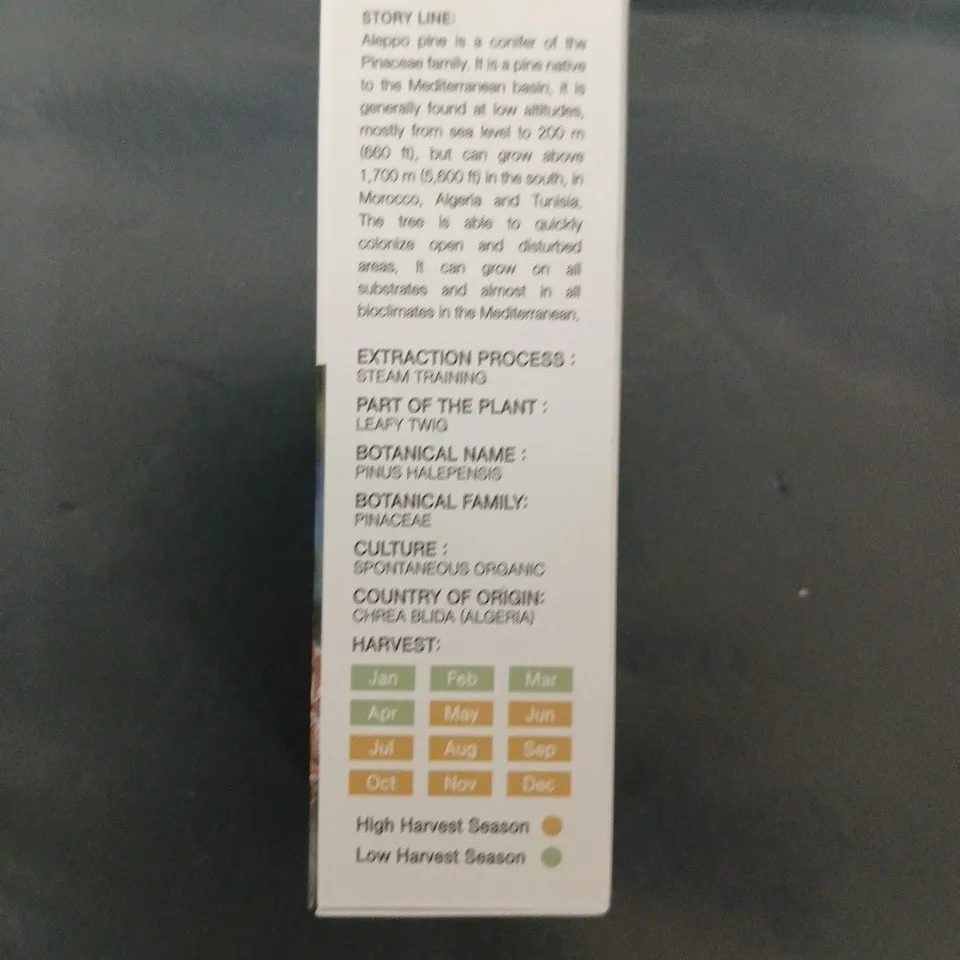 STORY LINE:
Aleppo pine is a conifer of the
Pinaceae family. It is a pine native
to the Mediterranean basin, it is
generally found at low altitudes,
mostly from sea level to 200 m
(660 ft), but can grow above
1,700 m (5,600 ft) in the south, in
Morocco, Algeria and Tunisia.
The tree is able to quickly
colonize open and disturbed
areas. It can grow on all
substrates and almost in all
bioclimates in the Mediterranean.
EXTRACTION PROCESS :
STEAM TRAINING
PART OF THE PLANT :
LEAFY TWIG
BOTANICAL NAME :
PINUS HALEPENSIS
BOTANICAL FAMILY:
PINACEAE
CULTURE :
SPONTANEOUS ORGANIC
COUNTRY OF ORIGIN:
CHREA BLIDA (ALGERIA)
HARVEST:
Jan Feb Mar
Apr May Jun
Jul Aug Sep
Oct Nov Dec
High Harvest Season
Low Harvest Season